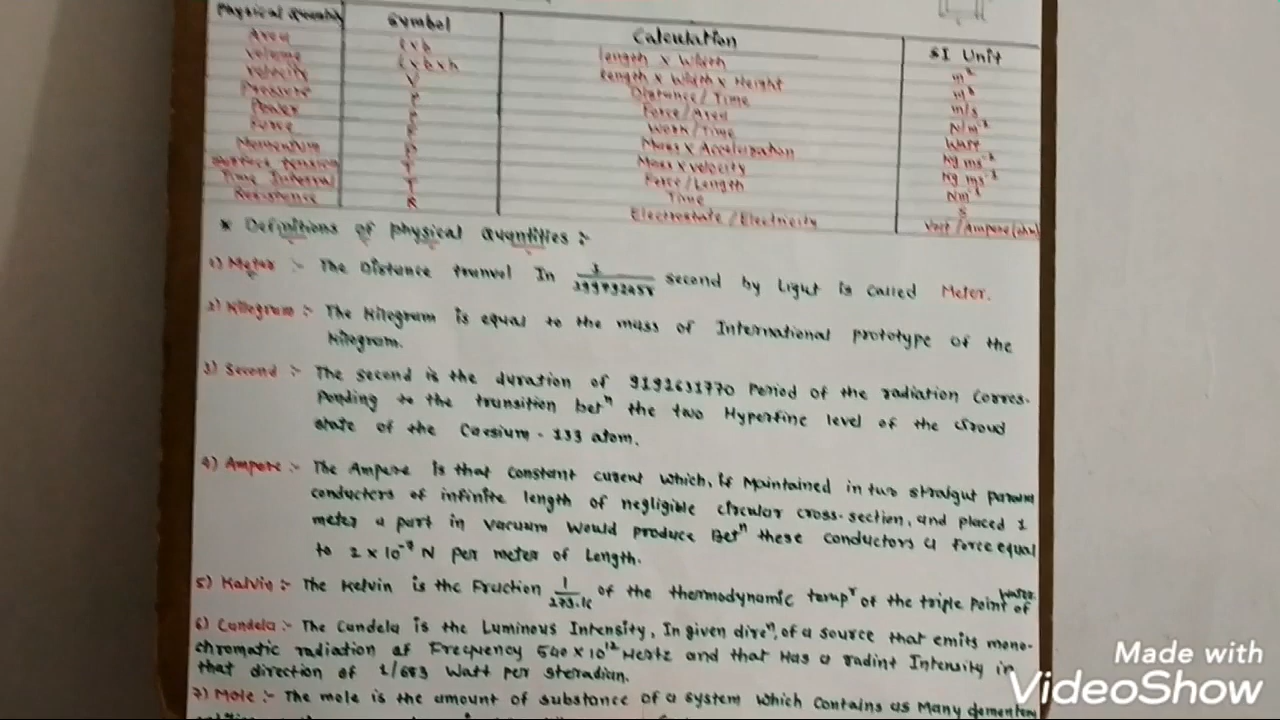 Physical Quantity Symbol Calculation SI Unit
Area l x b length x Width m²
Volume l x b x h length x Width x Height m³
Velocity V Distance / Time m/s
Pressure P Force / Area N/m²
Power P Work / Time Watt
Force F Mass x Acceleration kg ms⁻²
Momentum P Mass x velocity kg ms⁻¹
Surface Tension T Force / Length Nm⁻¹
Time Interval T Time S
Resistance R Electrostate / Electricity Volt / Ampere (ohm)
* Definitions of physical Quantities :-
1) Meter :- The Distance trunvel In 1/299792458 second by Light is called Meter.
2) Kilogram :- The Kilogram is equal to the mass of International prototype of the
Kilogram.
3) Second :- The second is the duration of 9192631770 Period of the radiation Corres-
Ponding to the transition betⁿ the two Hyperfine level of the Groud
state of the Caesium - 133 atom.
4) Ampere :- The Ampere is that constant curent which, if Maintained in two straigut
conductors of infinite length of negligible circular cross-section, and placed 1
meter a part in vacuum would produce Betⁿ these conductors a force equal
to 2 x 10⁻⁷ N per meter of Length.
5) Kalvin :- The Kelvin is the Fraction 1/273.16 of the thermodynamic tempʳ of the triple Point of water
6) Candela :- The Candela is the Luminous Intensity, In given direⁿ, of a source that emits mono-
chromatic radiation of Frequency 540 x 10¹² Hertz and that Has a radint Intensity in
that direction of 1/683 Watt per steradian.
7) Mole :- The mole is the amount of substance of a system which contains as Many
Made with
VideoShow